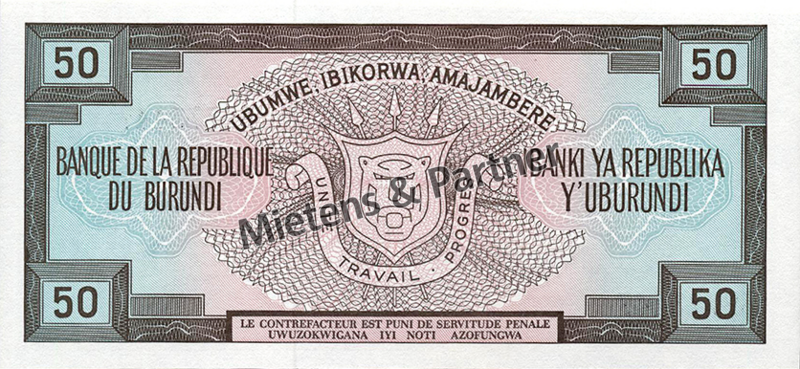 50
50
UBUMWE, IBIKORWA, AMAJAMBERE
BANQUE DE LA REPUBLIQUE
DU BURUNDI
BANKI YA REPUBLIKA
Y'UBURUNDI
UNITE TRAVAIL · PROGRES
Mietens & Partner
50
50
LE CONTREFACTEUR EST PUNI DE SERVITUDE PENALE
UWUZOKWIGANA IYI NOTI AZOFUNGWA